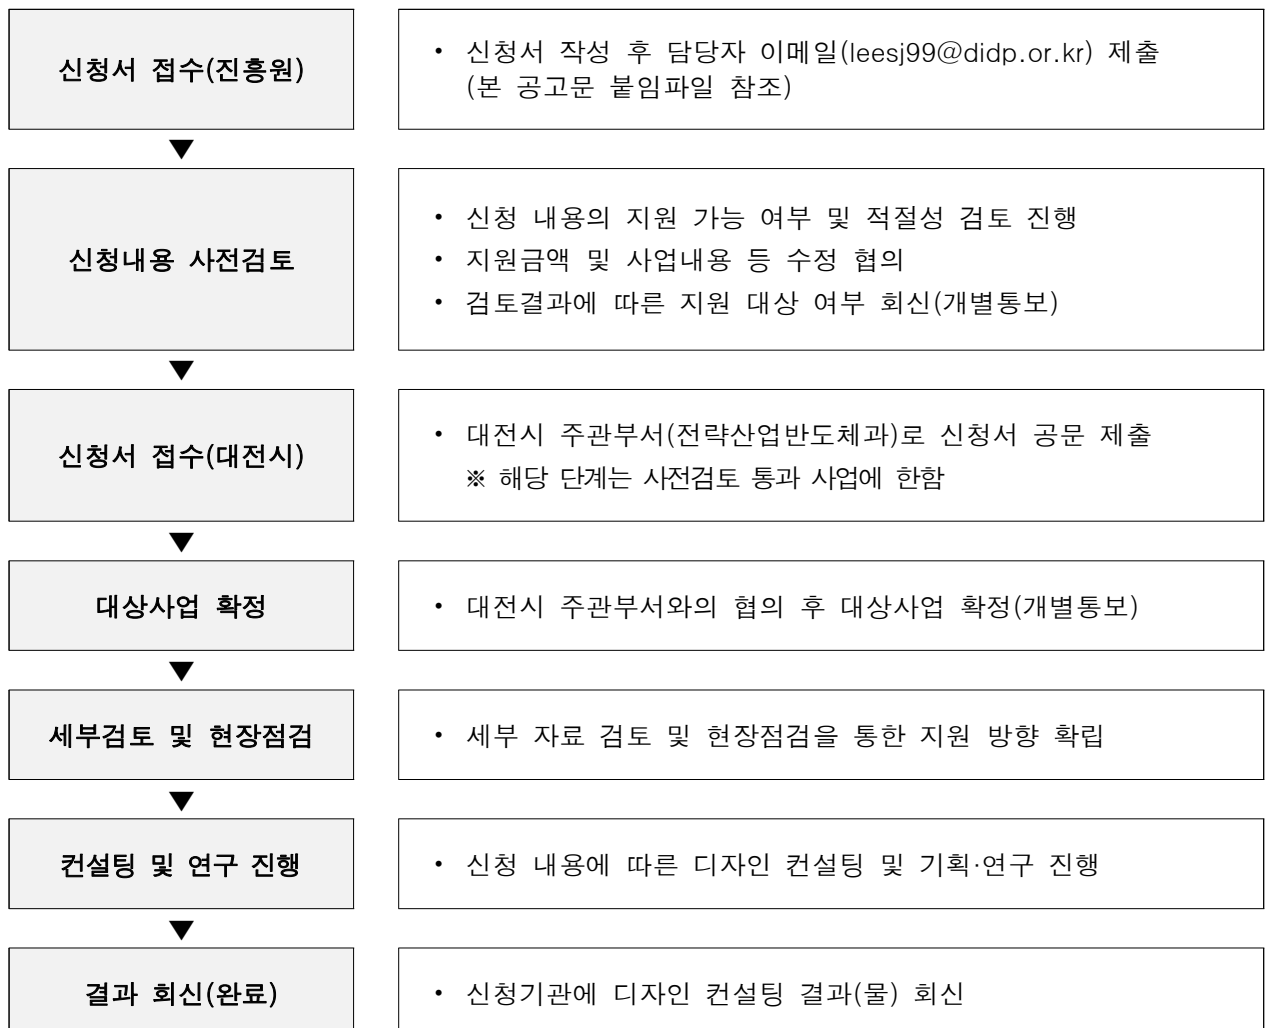 신청서 접수(진흥원)
• 신청서 작성 후 담당자 이메일(leesj99@didp.or.kr) 제출
(본 공고문 붙임파일 참조)
▼
신청내용 사전검토
• 신청 내용의 지원 가능 여부 및 적절성 검토 진행
• 지원금액 및 사업내용 등 수정 협의
• 검토결과에 따른 지원 대상 여부 회신(개별통보)
▼
신청서 접수(대전시)
• 대전시 주관부서(전략산업반도체과)로 신청서 공문 제출
※ 해당 단계는 사전검토 통과 사업에 한함
▼
대상사업 확정
• 대전시 주관부서와의 협의 후 대상사업 확정(개별통보)
▼
세부검토 및 현장점검
• 세부 자료 검토 및 현장점검을 통한 지원 방향 확립
▼
컨설팅 및 연구 진행
• 신청 내용에 따른 디자인 컨설팅 및 기획·연구 진행
▼
결과 회신(완료)
• 신청기관에 디자인 컨설팅 결과(물) 회신